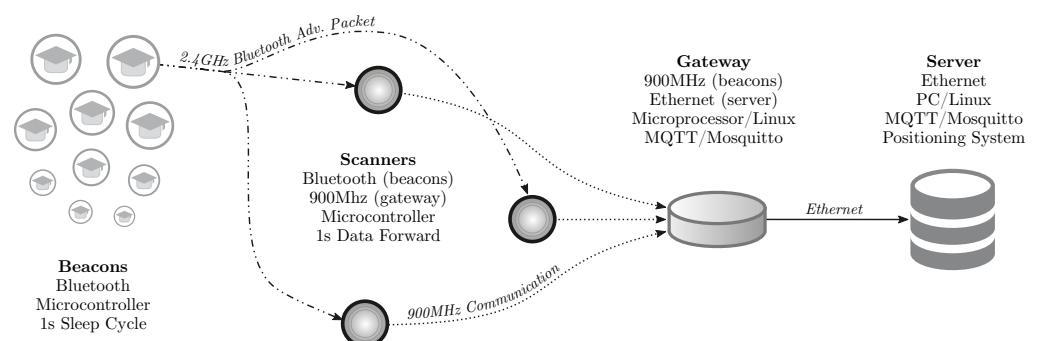 2.4GHz Bluetooth Adv. Packet
Beacons
Bluetooth
Microcontroller
1s Sleep Cycle
Scanners
Bluetooth (beacons)
900Mhz (gateway)
Microcontroller
1s Data Forward
900MHz Communication
Gateway
900MHz (beacons)
Ethernet (server)
Microprocessor/Linux
MQTT/Mosquitto
Ethernet
Server
Ethernet
PC/Linux
MQTT/Mosquitto
Positioning System